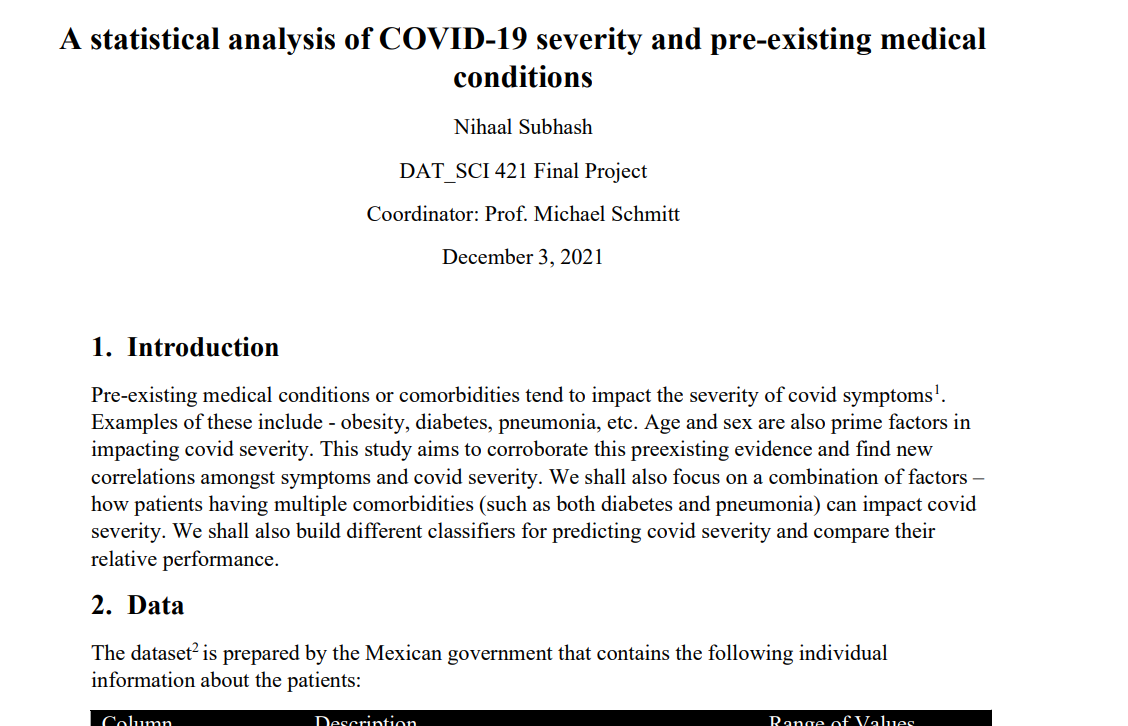 A statistical analysis of COVID-19 severity and pre-existing medical
conditions
Nihaal Subhash
DAT_SCI 421 Final Project
Coordinator: Prof. Michael Schmitt
December 3, 2021
1. Introduction
Pre-existing medical conditions or comorbidities tend to impact the severity of covid symptoms¹.
Examples of these include - obesity, diabetes, pneumonia, etc. Age and sex are also prime factors in
impacting covid severity. This study aims to corroborate this preexisting evidence and find new
correlations amongst symptoms and covid severity. We shall also focus on a combination of factors –
how patients having multiple comorbidities (such as both diabetes and pneumonia) can impact covid
severity. We shall also build different classifiers for predicting covid severity and compare their
relative performance.
2. Data
The dataset² is prepared by the Mexican government that contains the following individual
information about the patients:
Column Description Range of Values